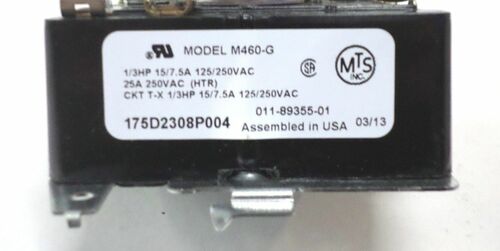 MODEL M460-G
1/3HP 15/7.5A 125/250VAC
25A 250VAC (HTR)
CKT T-X 1/3HP 15/7.5A 125/250VAC
MTS
INC.
011-89355-01
175D2308P004 Assembled in USA 03/13